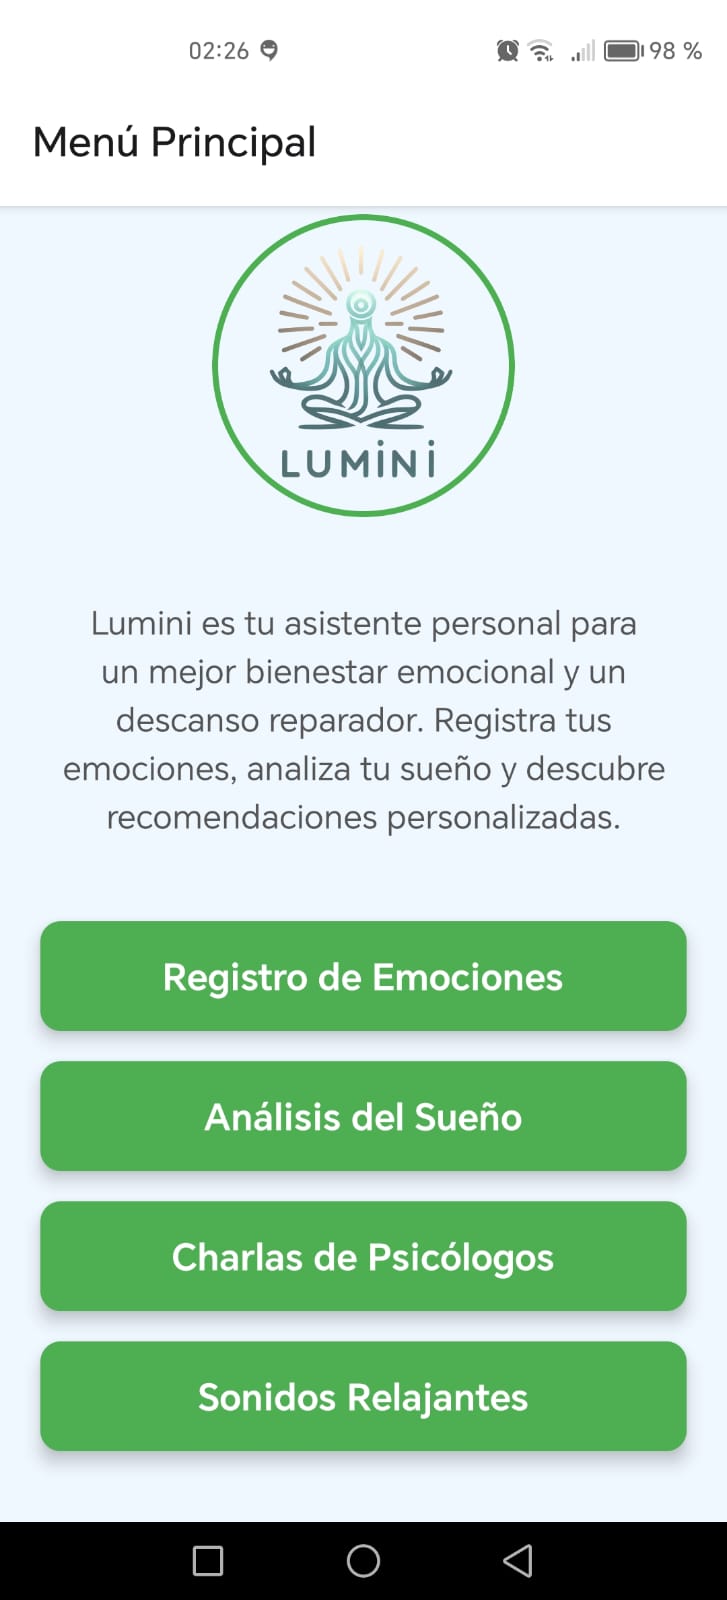 02:26
98 %
Menú Principal
LUMINI
Lumini es tu asistente personal para
un mejor bienestar emocional y un
descanso reparador. Registra tus
emociones, analiza tu sueño y descubre
recomendaciones personalizadas.
Registro de Emociones
Análisis del Sueño
Charlas de Psicólogos
Sonidos Relajantes